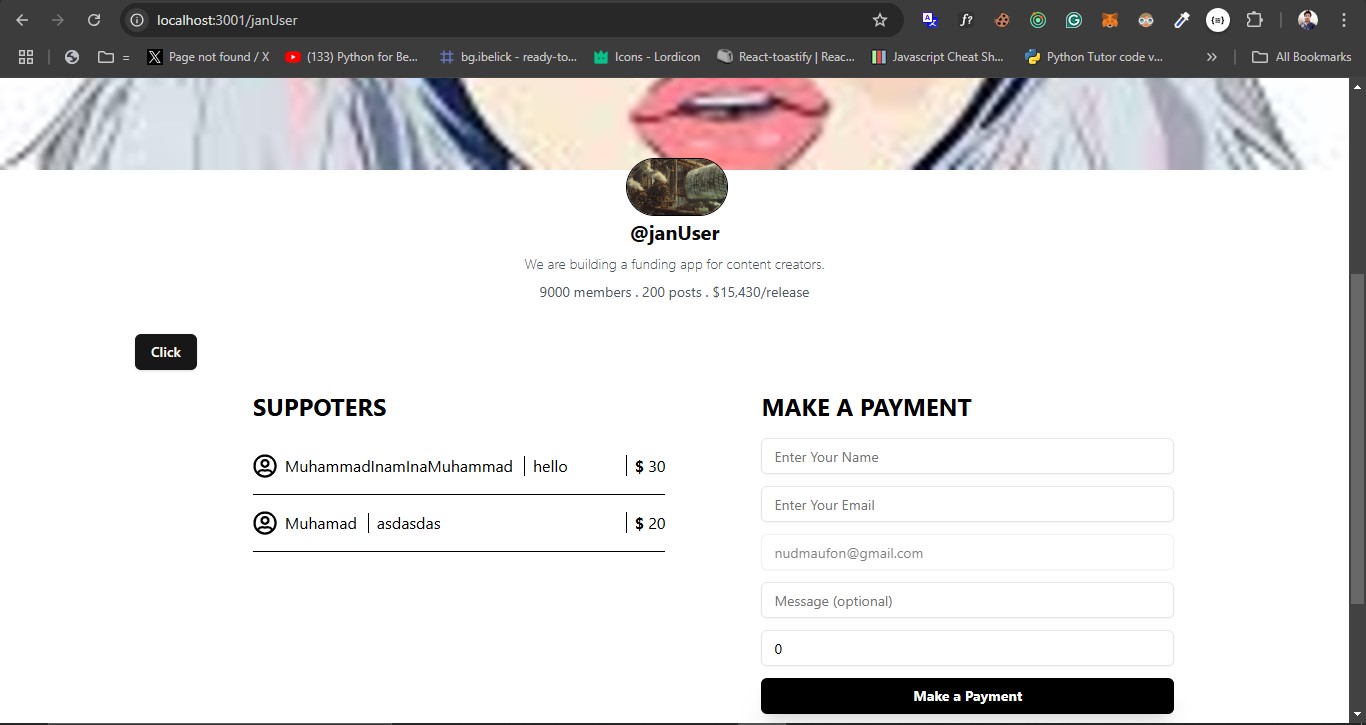 localhost:3001/janUser
= Page not found / X (133) Python for Be... bg.ibelick - ready-to... Icons - Lordicon React-toastify | Reac... Javascript Cheat Sh... Python Tutor code v... » All Bookmarks
@janUser
We are building a funding app for content creators.
9000 members . 200 posts . $15,430/release
Click
SUPPOTERS
MuhammadInamInaMuhammad hello $ 30
Muhamad asdasdas $ 20
MAKE A PAYMENT
Enter Your Name
Enter Your Email
nudmaufon@gmail.com
Message (optional)
0
Make a Payment